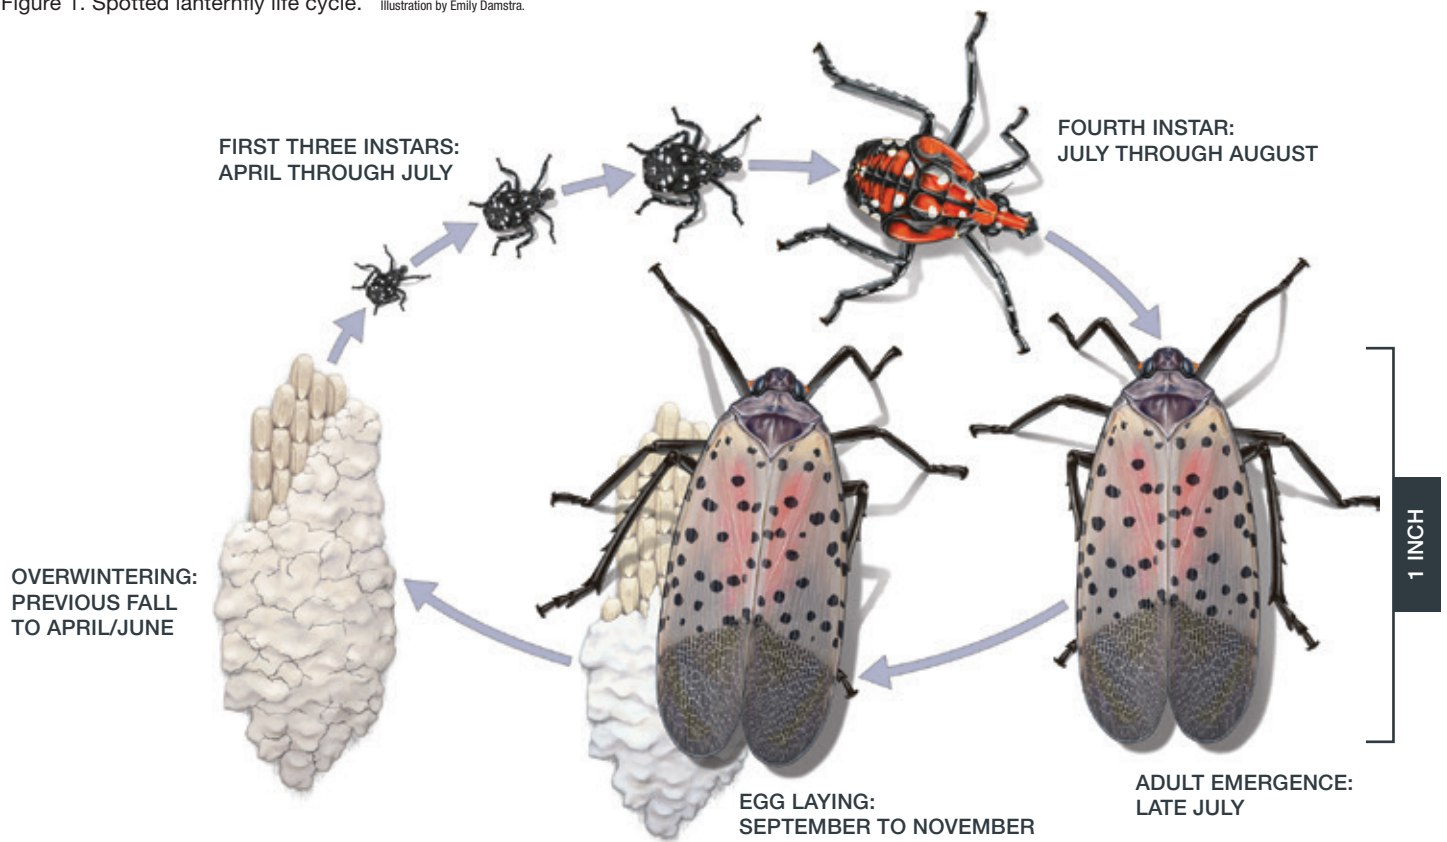 Figure 1. Spotted lanternfly life cycle. Illustration by Emily Damstra.
FIRST THREE INSTARS:
APRIL THROUGH JULY
FOURTH INSTAR:
JULY THROUGH AUGUST
OVERWINTERING:
PREVIOUS FALL
TO APRIL/JUNE
1 INCH
EGG LAYING:
SEPTEMBER TO NOVEMBER
ADULT EMERGENCE:
LATE JULY